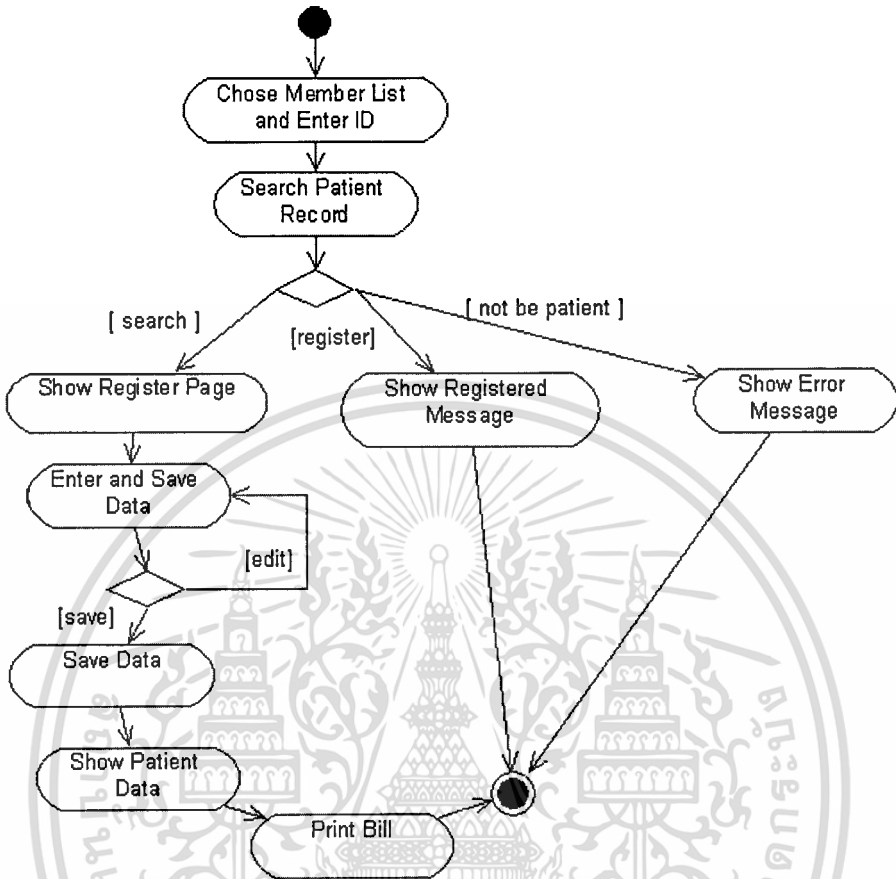 Chose Member List
and Enter ID
Search Patient
Record
[ search ]
[register]
[ not be patient ]
Show Register Page
Show Registered
Message
Show Error
Message
Enter and Save
Data
[edit]
[save]
Save Data
Show Patient
Data
Print Bill